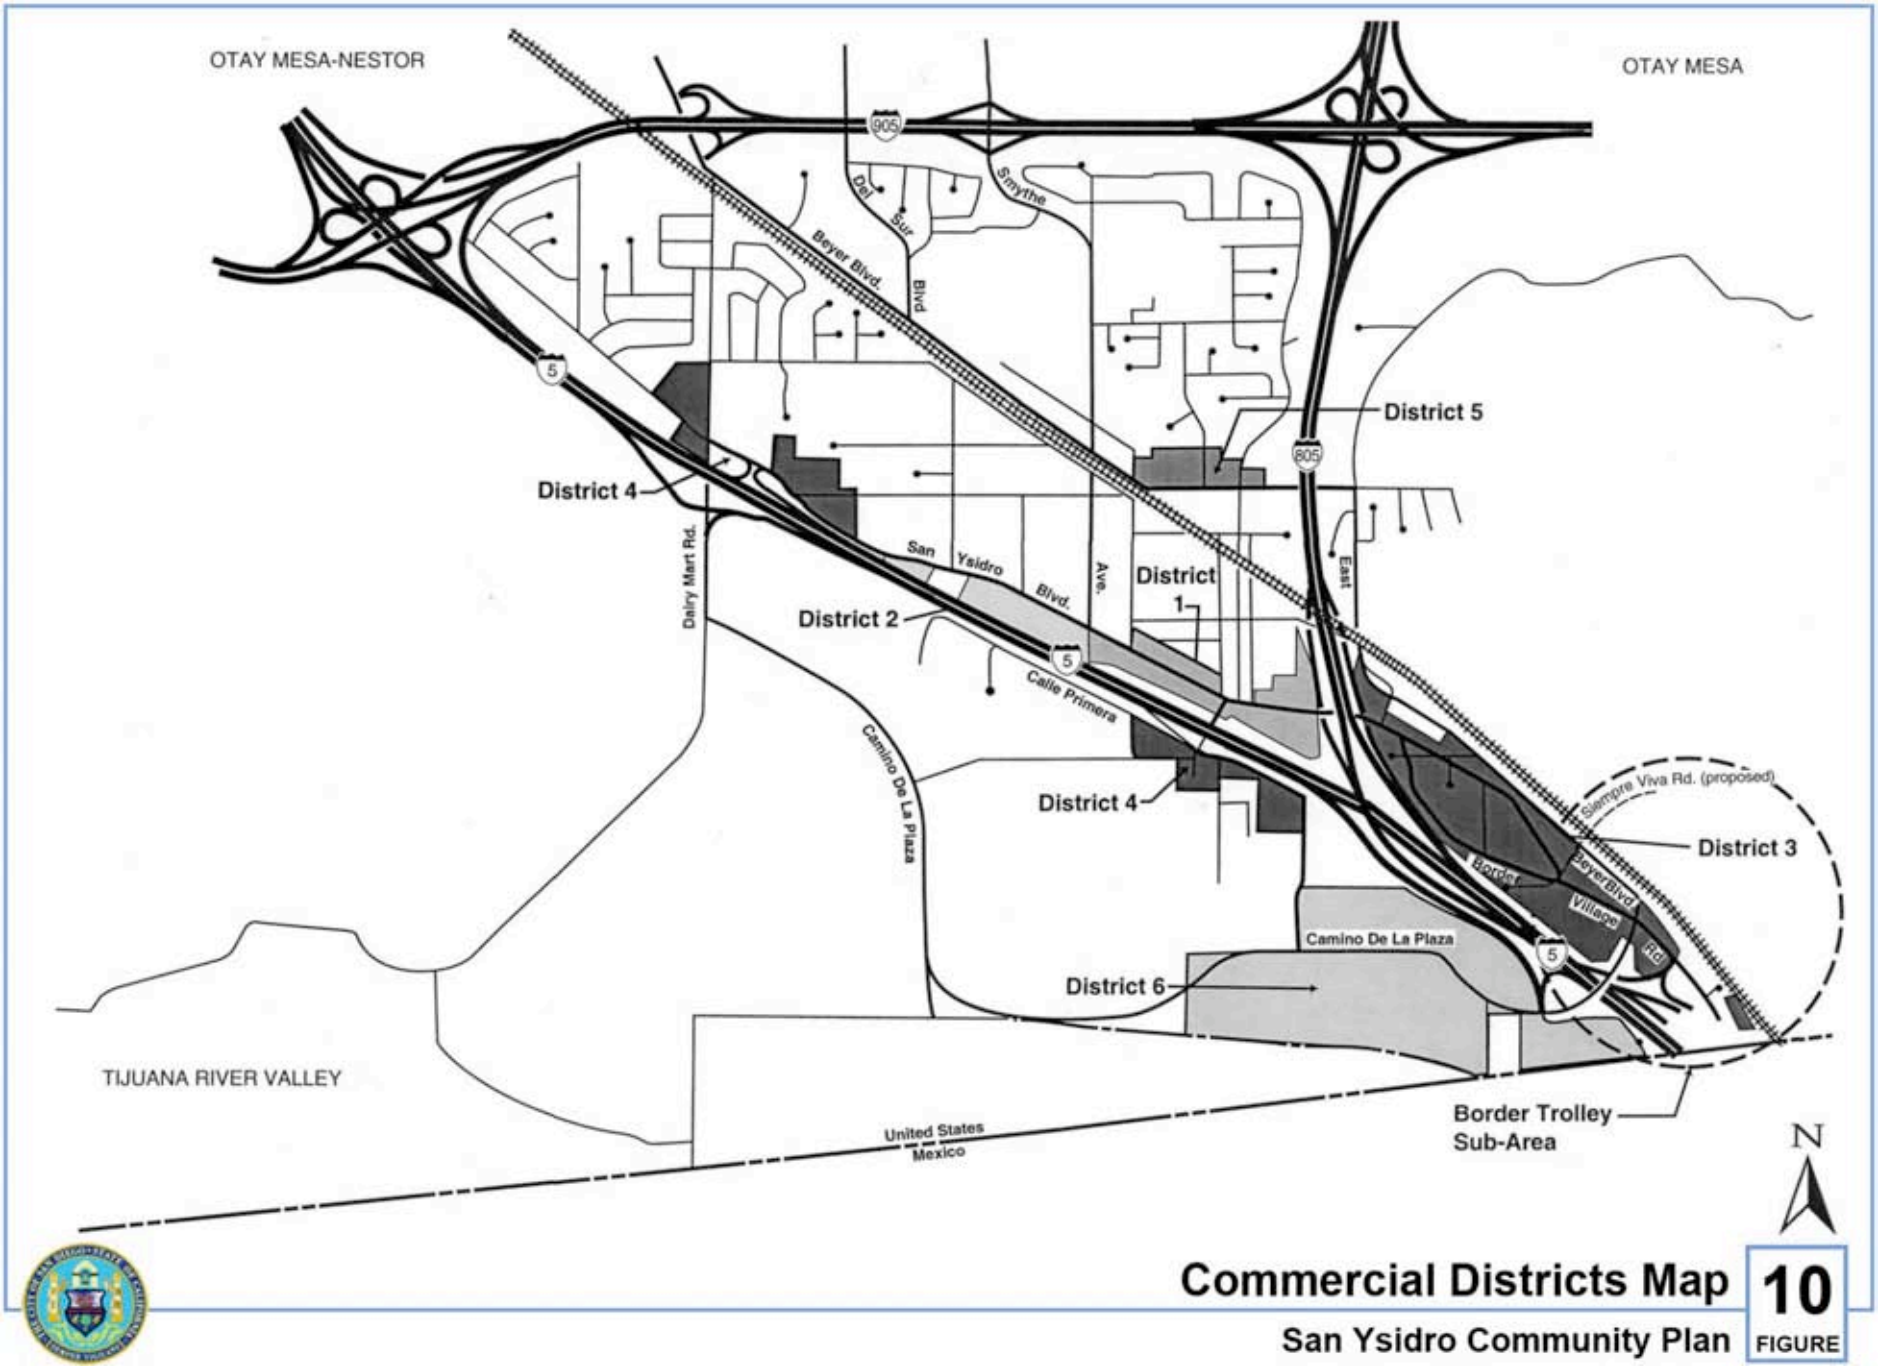 OTAY MESA-NESTOR
OTAY MESA
905
Smythe
Del
Sur
Blvd
Beyer Blvd.
5
District 5
805
District 4
San
Ysidro
Blvd.
Ave.
District
1
East
Dairy Mart Rd.
District 2
5
Calle Primera
Camino De La Plaza
Siempre Viva Rd. (proposed)
District 4
District 3
Border
Village
Rd
Beyer Blvd.
Camino De La Plaza
5
District 6
TIJUANA RIVER VALLEY
United States
Mexico
Border Trolley
Sub-Area
N
Commercial Districts Map
San Ysidro Community Plan
10
FIGURE